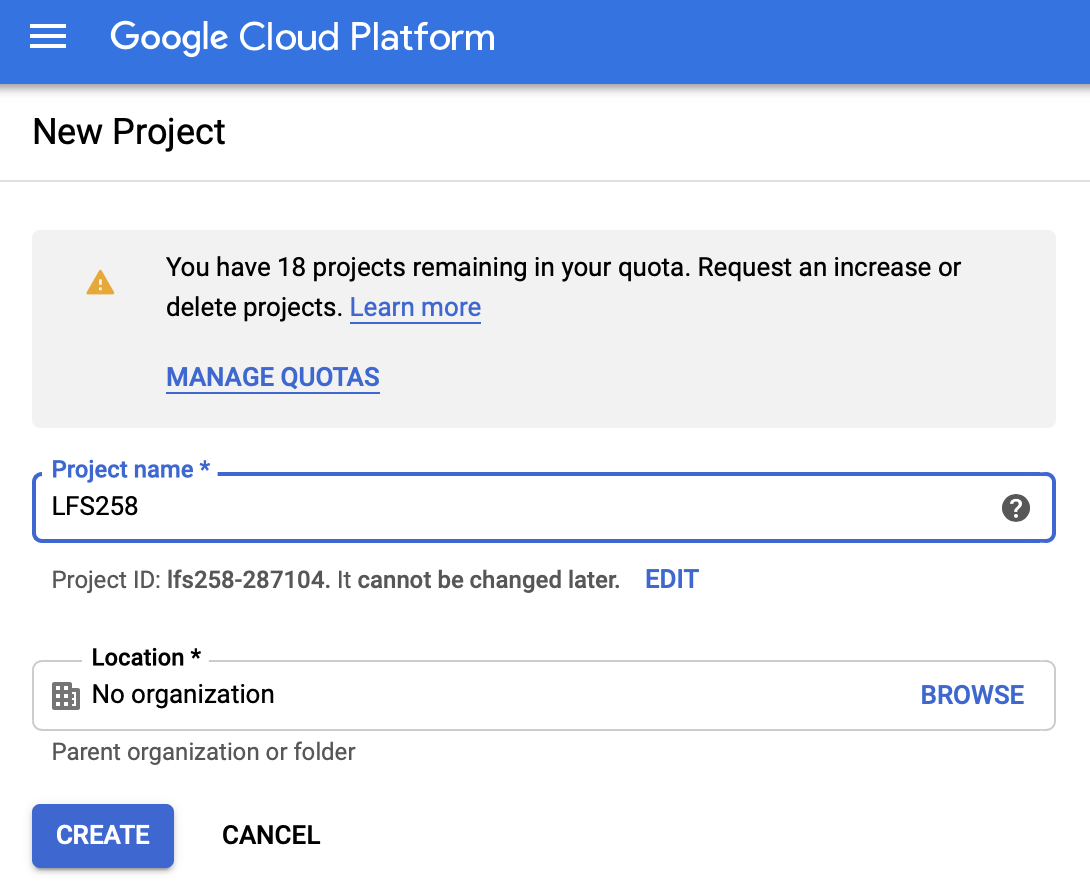 Google Cloud Platform
New Project
You have 18 projects remaining in your quota. Request an increase or
delete projects. Learn more
MANAGE QUOTAS
Project name *
LFS258
Project ID: lfs258-287104. It cannot be changed later. EDIT
Location *
No organization BROWSE
Parent organization or folder
CREATE CANCEL